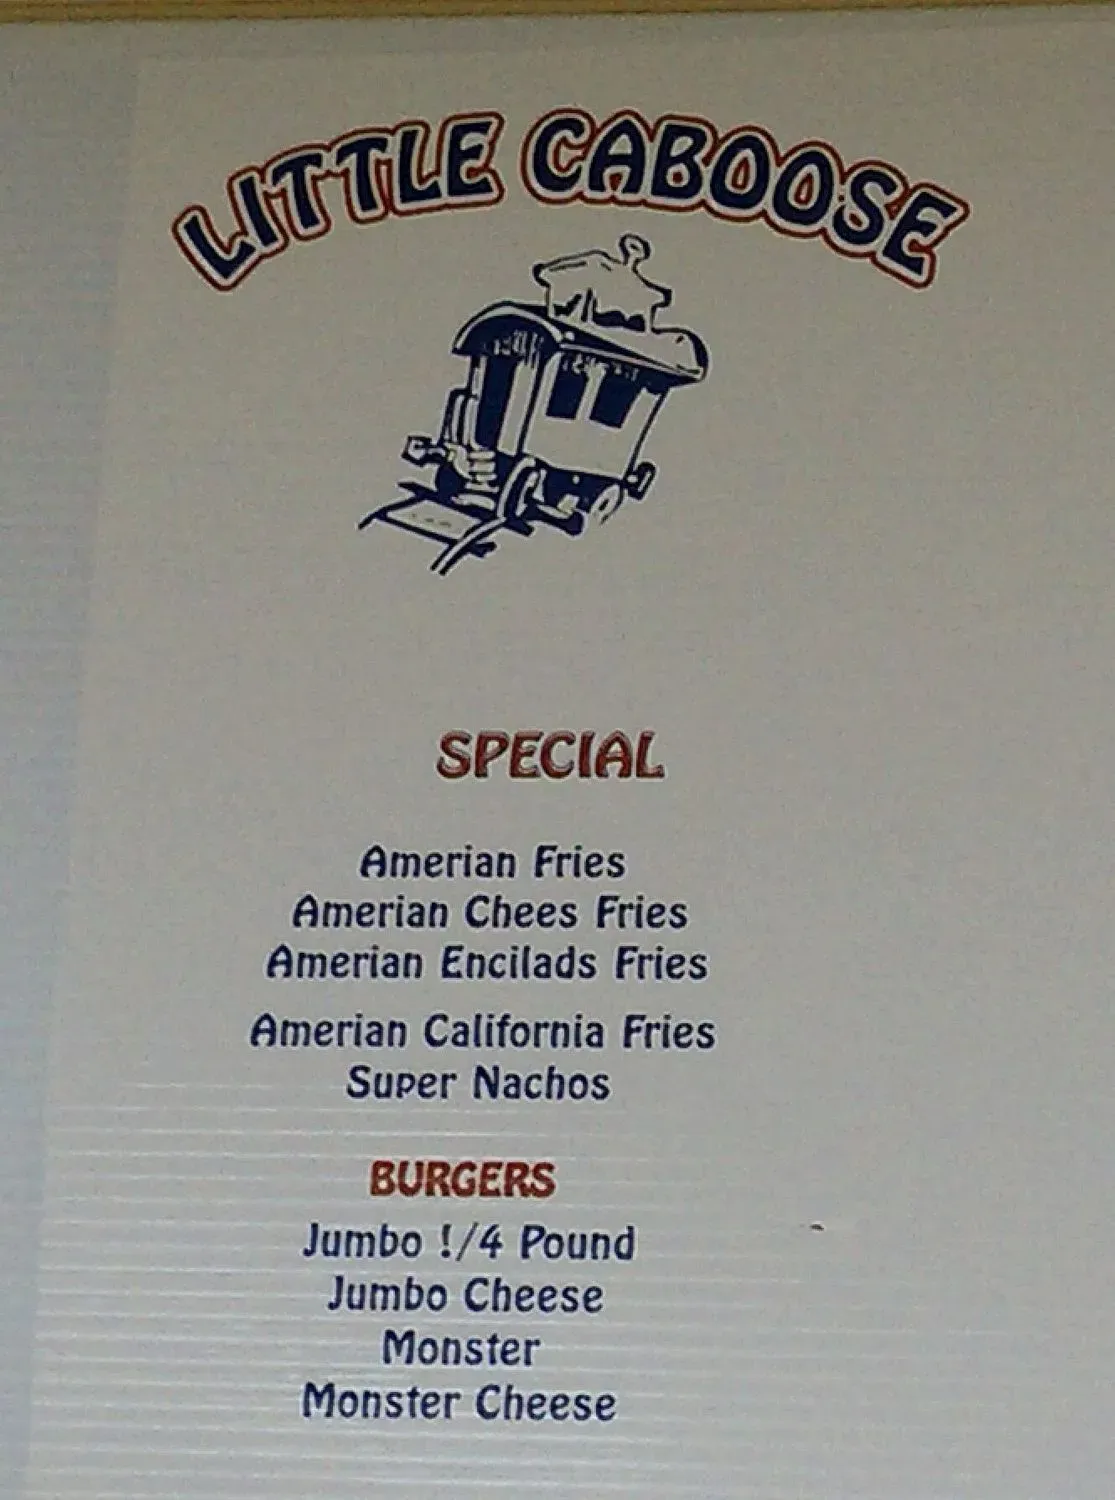 LITTLE CABOOSE
SPECIAL
Amerian Fries
Amerian Chees Fries
Amerian Encilads Fries
Amerian California Fries
Super Nachos
BURGERS
Jumbo !/4 Pound
Jumbo Cheese
Monster
Monster Cheese